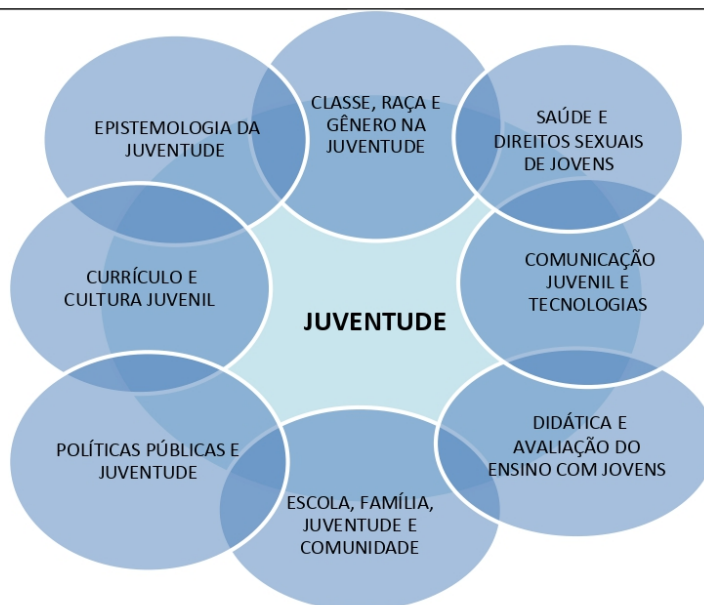 EPISTEMOLOGIA DA
JUVENTUDE
CLASSE, RAÇA E
GÊNERO NA
JUVENTUDE
SAÚDE E
DIREITOS SEXUAIS
DE JOVENS
CURRÍCULO E
CULTURA JUVENIL
JUVENTUDE
COMUNICAÇÃO
JUVENIL E
TECNOLOGIAS
POLÍTICAS PÚBLICAS E
JUVENTUDE
ESCOLA, FAMÍLIA,
JUVENTUDE E
COMUNIDADE
DIDÁTICA E
AVALIAÇÃO DO
ENSINO COM JOVENS